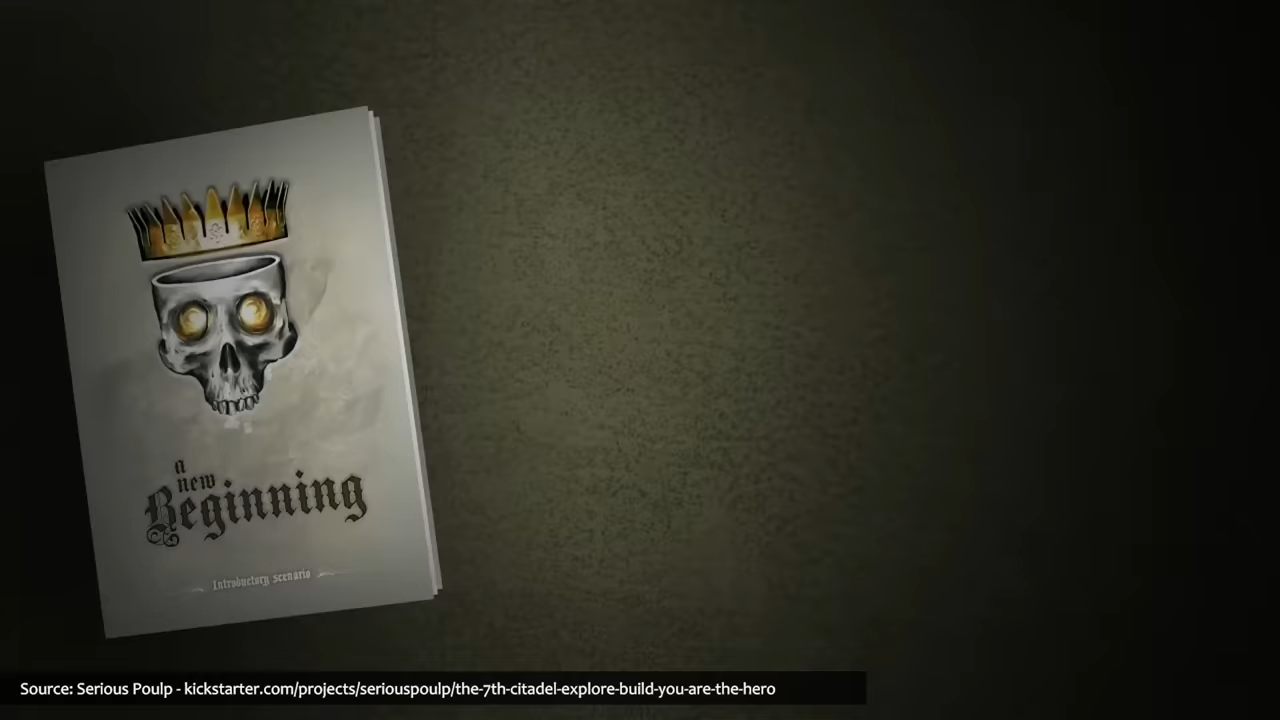 a
new
Beginning
Introductory scenario
Source: Serious Poulp - kickstarter.com/projects/seriouspoulp/the-7th-citadel-explore-build-you-are-the-hero